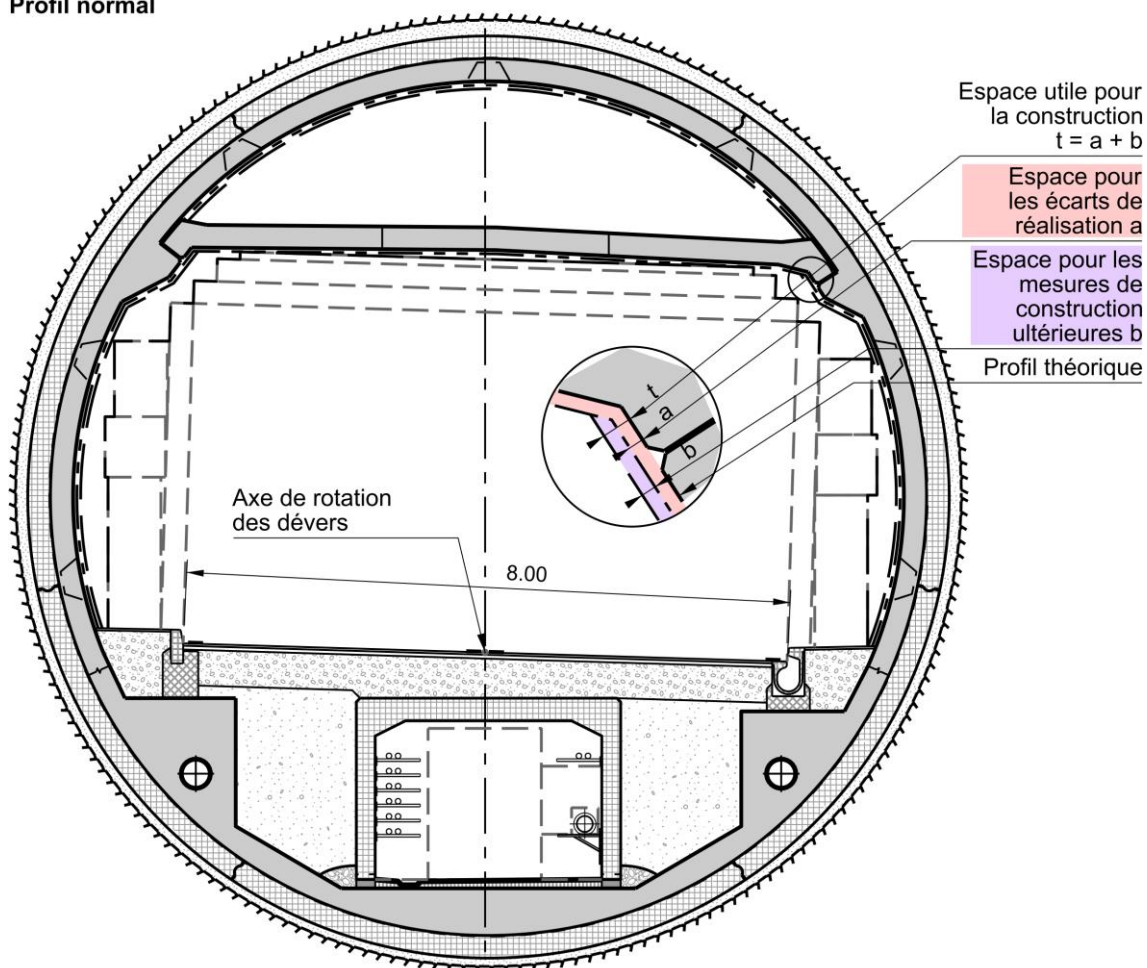 Profil normal
Espace utile pour
la construction
t = a + b
Espace pour
les écarts de
réalisation a
Espace pour les
mesures de
construction
ultérieures b
Profil théorique
t
a
b
Axe de rotation
des dévers
8.00